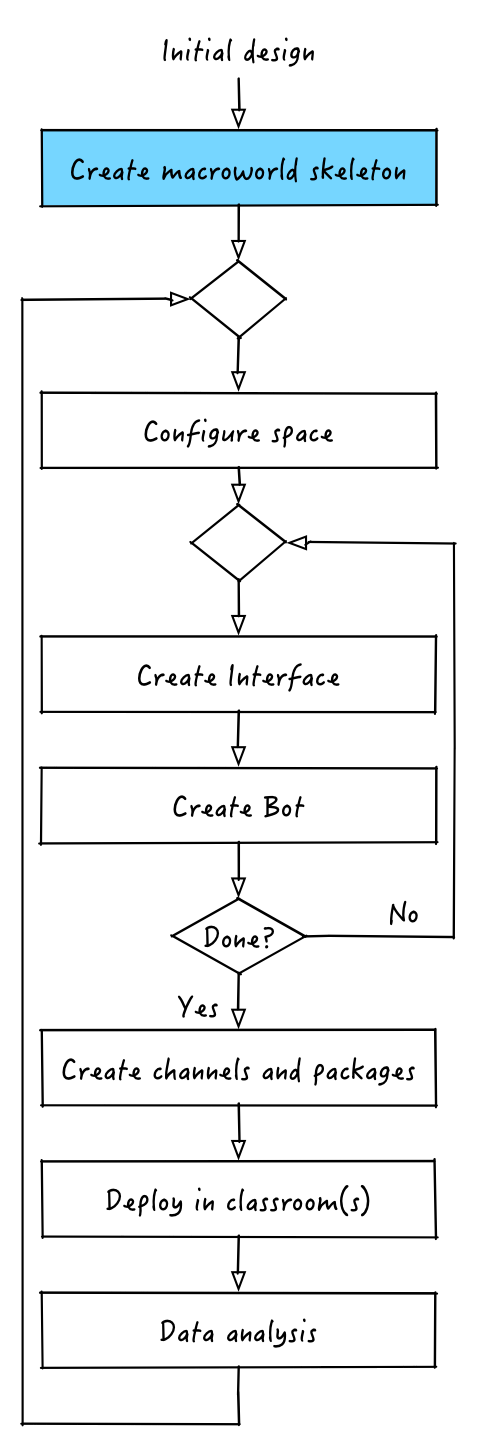 Initial design
Create macroworld skeleton
Configure space
Create Interface
Create Bot
Done?
No
Yes
Create channels and packages
Deploy in classroom(s)
Data analysis